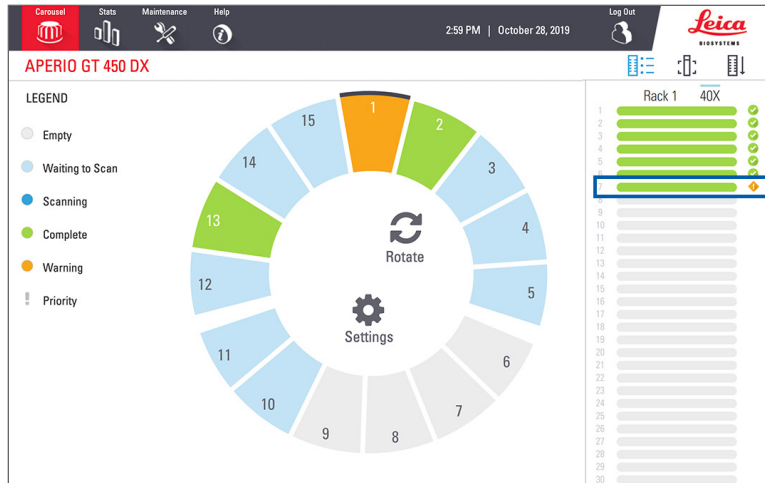 Carousel Stats Maintenance Help
2:59 PM | October 28, 2019
Log Out
Leica
BIOSYSTEMS
APERIO GT 450 DX
LEGEND
Empty
Waiting to Scan
Scanning
Complete
Warning
Priority
1
2
3
4
5
6
7
8
9
10
11
12
13
14
15
Rotate
Settings
Rack 1 40X
1
2
3
4
5
6
7
8
9
10
11
12
13
14
15
16
17
18
19
20
21
22
23
24
25
26
27
28
29
30